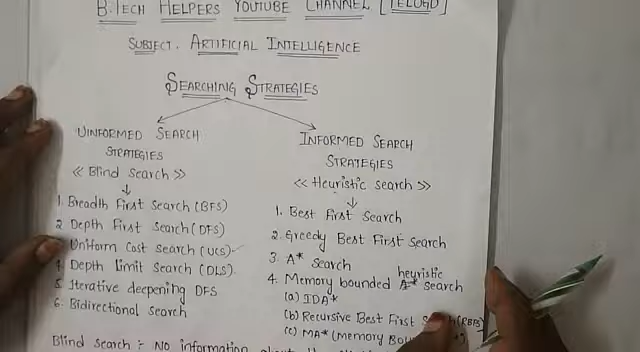 B.Tech Helpers YouTube Channel [Telugu]
Subject. Artificial Intelligence
Searching Strategies
Uninformed Search
Strategies
<< Blind Search >>
1. Breadth First Search (BFS)
2 Depth First Search (DFS)
Uniform Cost Search (UCS)
4. Depth Limit Search (DLS)
5. Iterative deepening DFS
6. Bidirectional Search
Informed Search
Strategies
<< Heuristic Search >>
1. Best First Search
2. Greedy Best First Search
3. A* Search
heuristic
4. Memory bounded A* search
(a) IDA*
(b) Recursive Best First Search (RBFS)
(c) MA* (Memory
Blind Search :- No information about